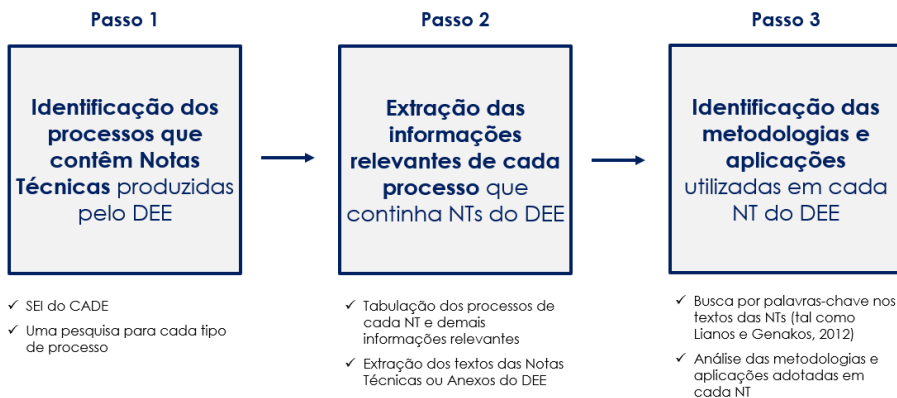 Passo 1
Identificação dos
processos que
contêm Notas
Técnicas produzidas
pelo DEE
✓ SEI do CADE
✓ Uma pesquisa para cada tipo
de processo
Passo 2
Extração das
informações
relevantes de cada
processo que
continha NTs do DEE
✓ Tabulação dos processos de
cada NT e demais
informações relevantes
✓ Extração dos textos das Notas
Técnicas ou Anexos do DEE
Passo 3
Identificação das
metodologias e
aplicações
utilizadas em cada
NT do DEE
✓ Busca por palavras-chave nos
textos das NTs (tal como
Lianos e Genakos, 2012)
✓ Análise das metodologias e
aplicações adotadas em
cada NT